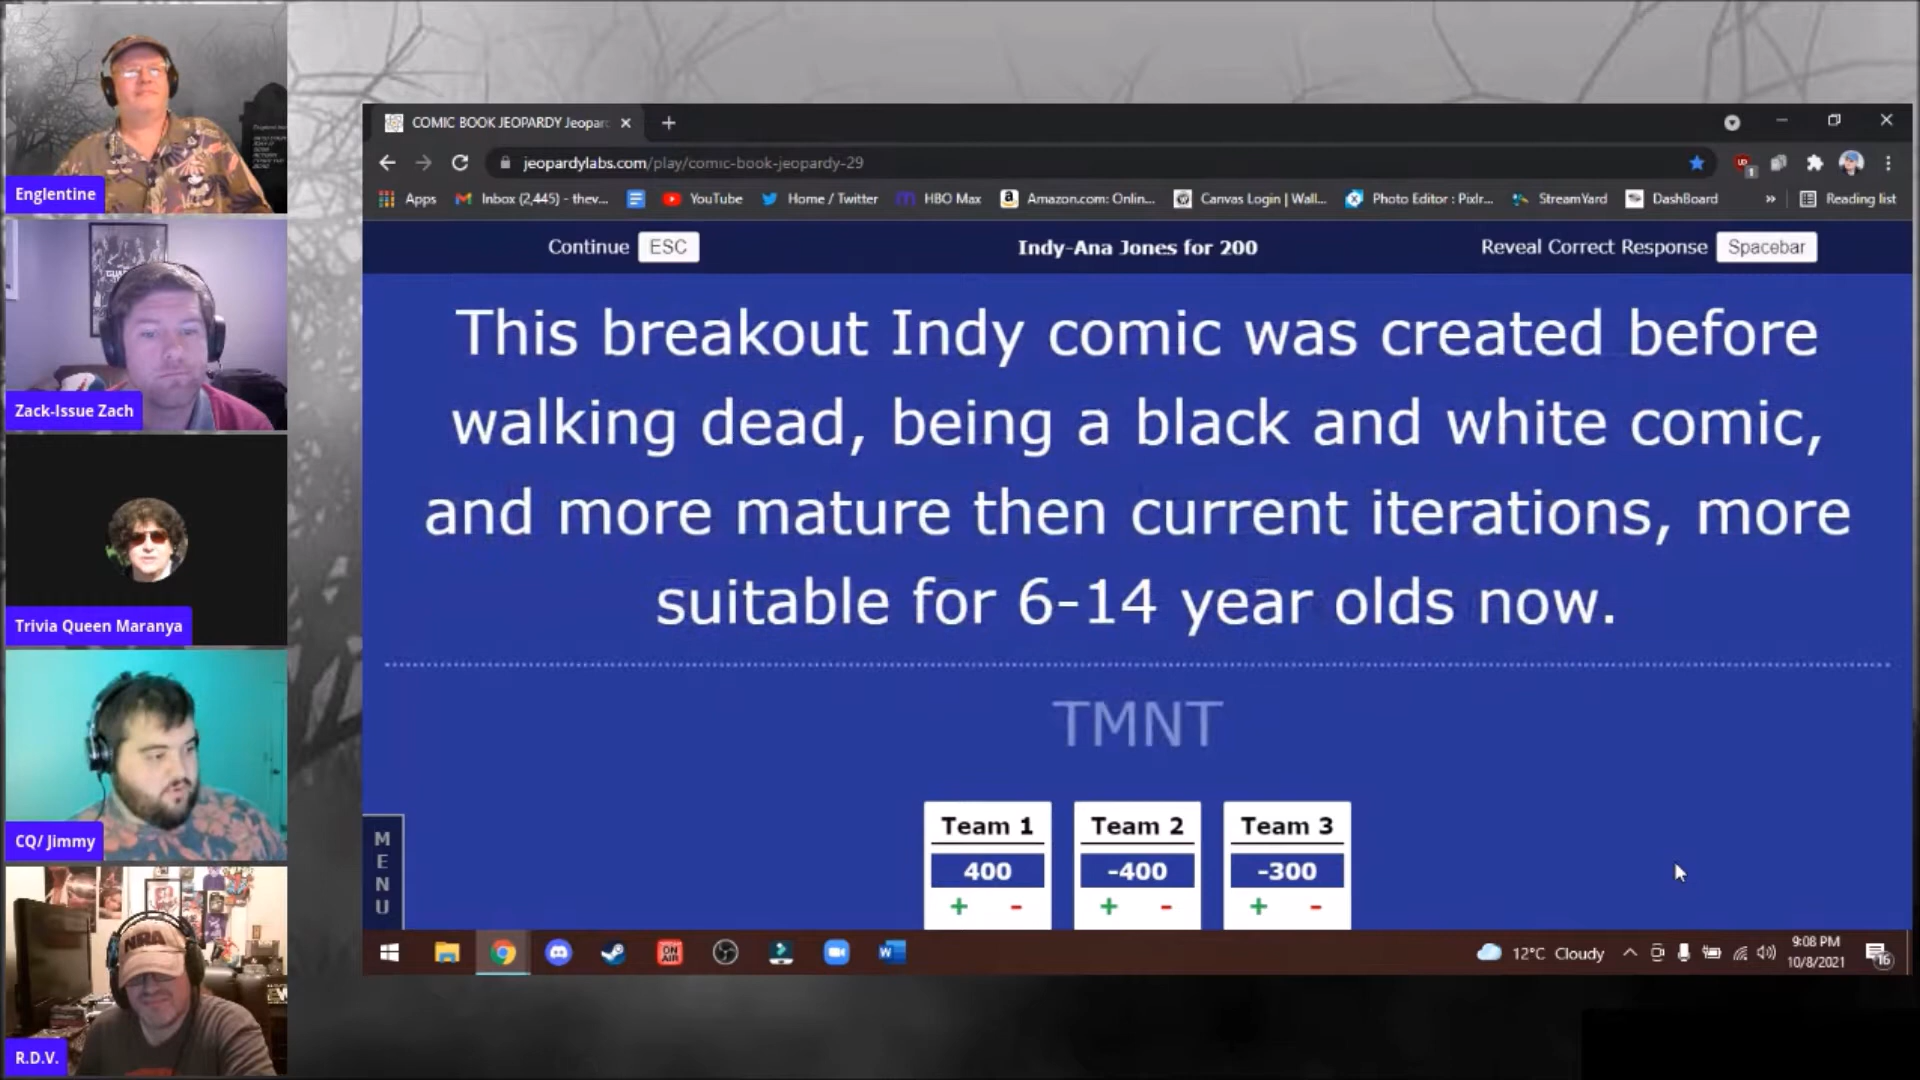 Englentine
Zack-Issue Zach
Trivia Queen Maranya
CQ/ Jimmy
NRA
R.D.V.
COMIC BOOK JEOPARDY Jeopar
jeopardylabs.com/play/comic-book-jeopardy-29
Apps Inbox (2,445) - thev... YouTube Home / Twitter HBO Max Amazon.com: Onlin... Canvas Login | Wall... Photo Editor : Pixlr... StreamYard DashBoard » Reading list
Continue ESC Indy-Ana Jones for 200 Reveal Correct Response Spacebar
This breakout Indy comic was created before
walking dead, being a black and white comic,
and more mature then current iterations, more
suitable for 6-14 year olds now.
TMNT
MENU
Team 1 Team 2 Team 3
400 -400 -300
+ - + - + -
ON AIR
12°C Cloudy
9:08 PM
10/8/2021
16